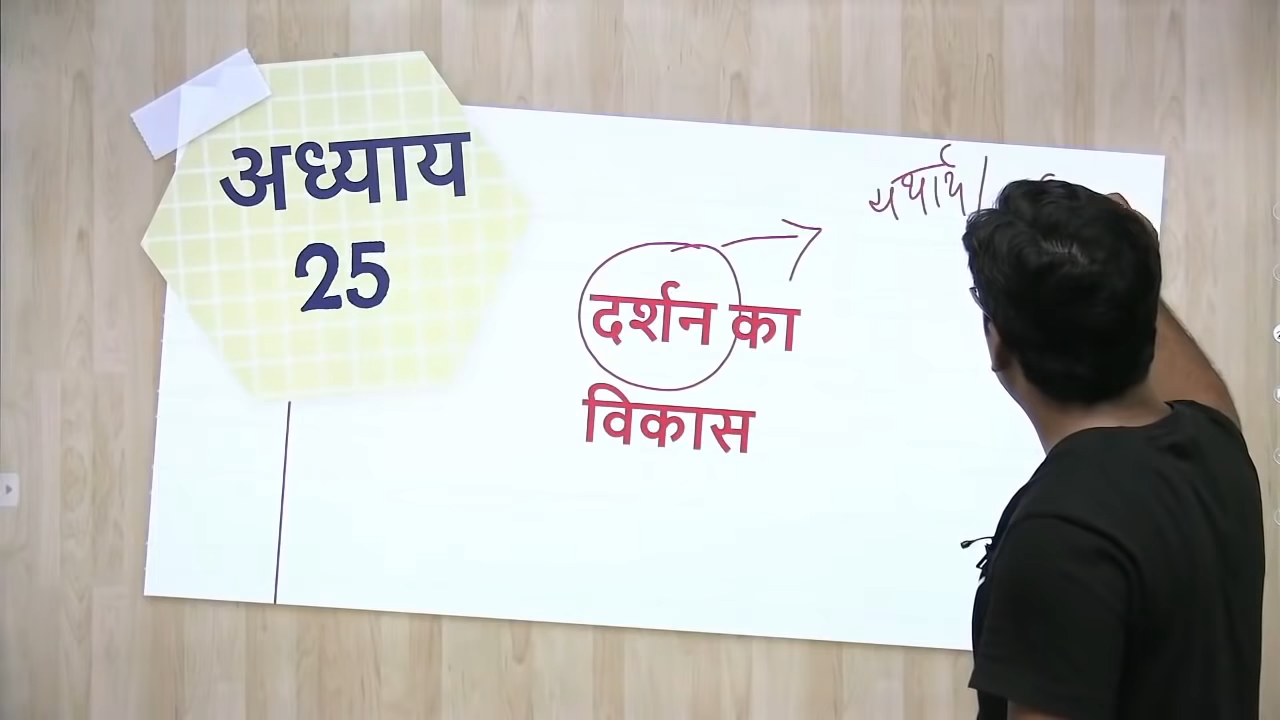 अध्याय
25
यथार्थ /
दर्शन का
विकास